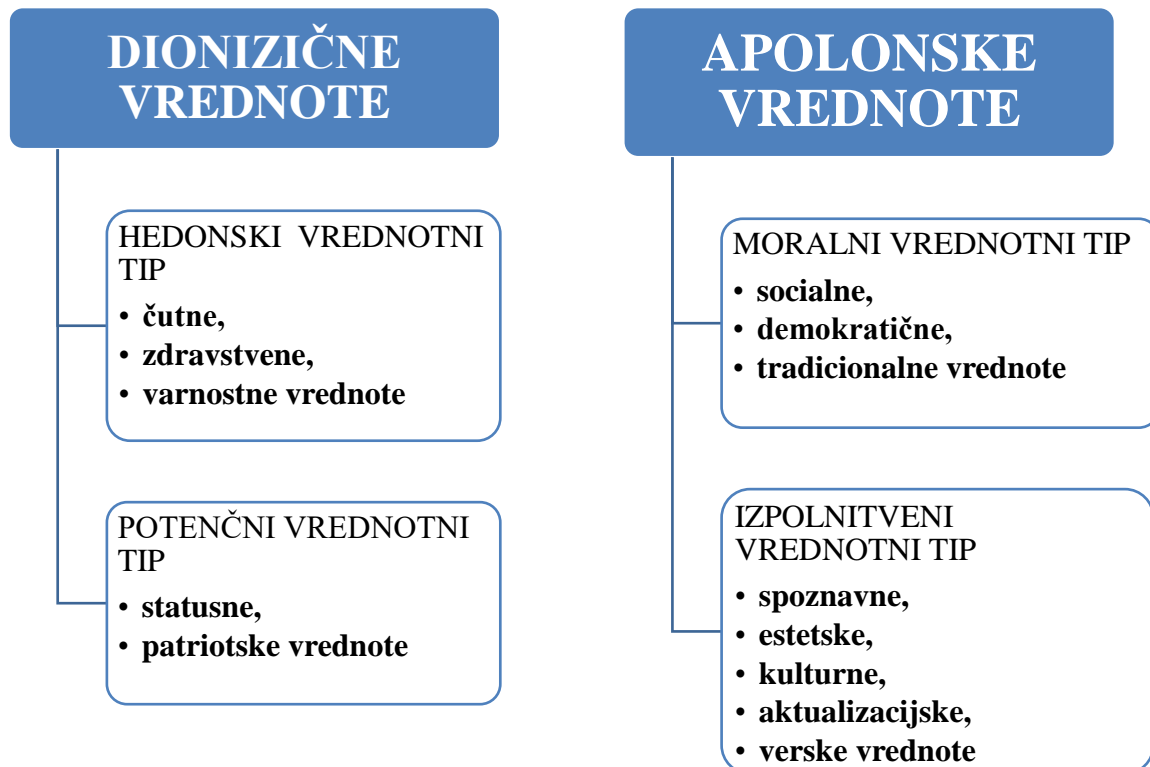 DIONIZIČNE
VREDNOTE
HEDONSKI VREDNOTNI
TIP
• čutne,
• zdravstvene,
• varnostne vrednote
POTENČNI VREDNOTNI
TIP
• statusne,
• patriotske vrednote
APOLONSKE
VREDNOTE
MORALNI VREDNOTNI TIP
• socialne,
• demokratične,
• tradicionalne vrednote
IZPOLNITVENI
VREDNOTNI TIP
• spoznavne,
• estetske,
• kulturne,
• aktualizacijske,
• verske vrednote